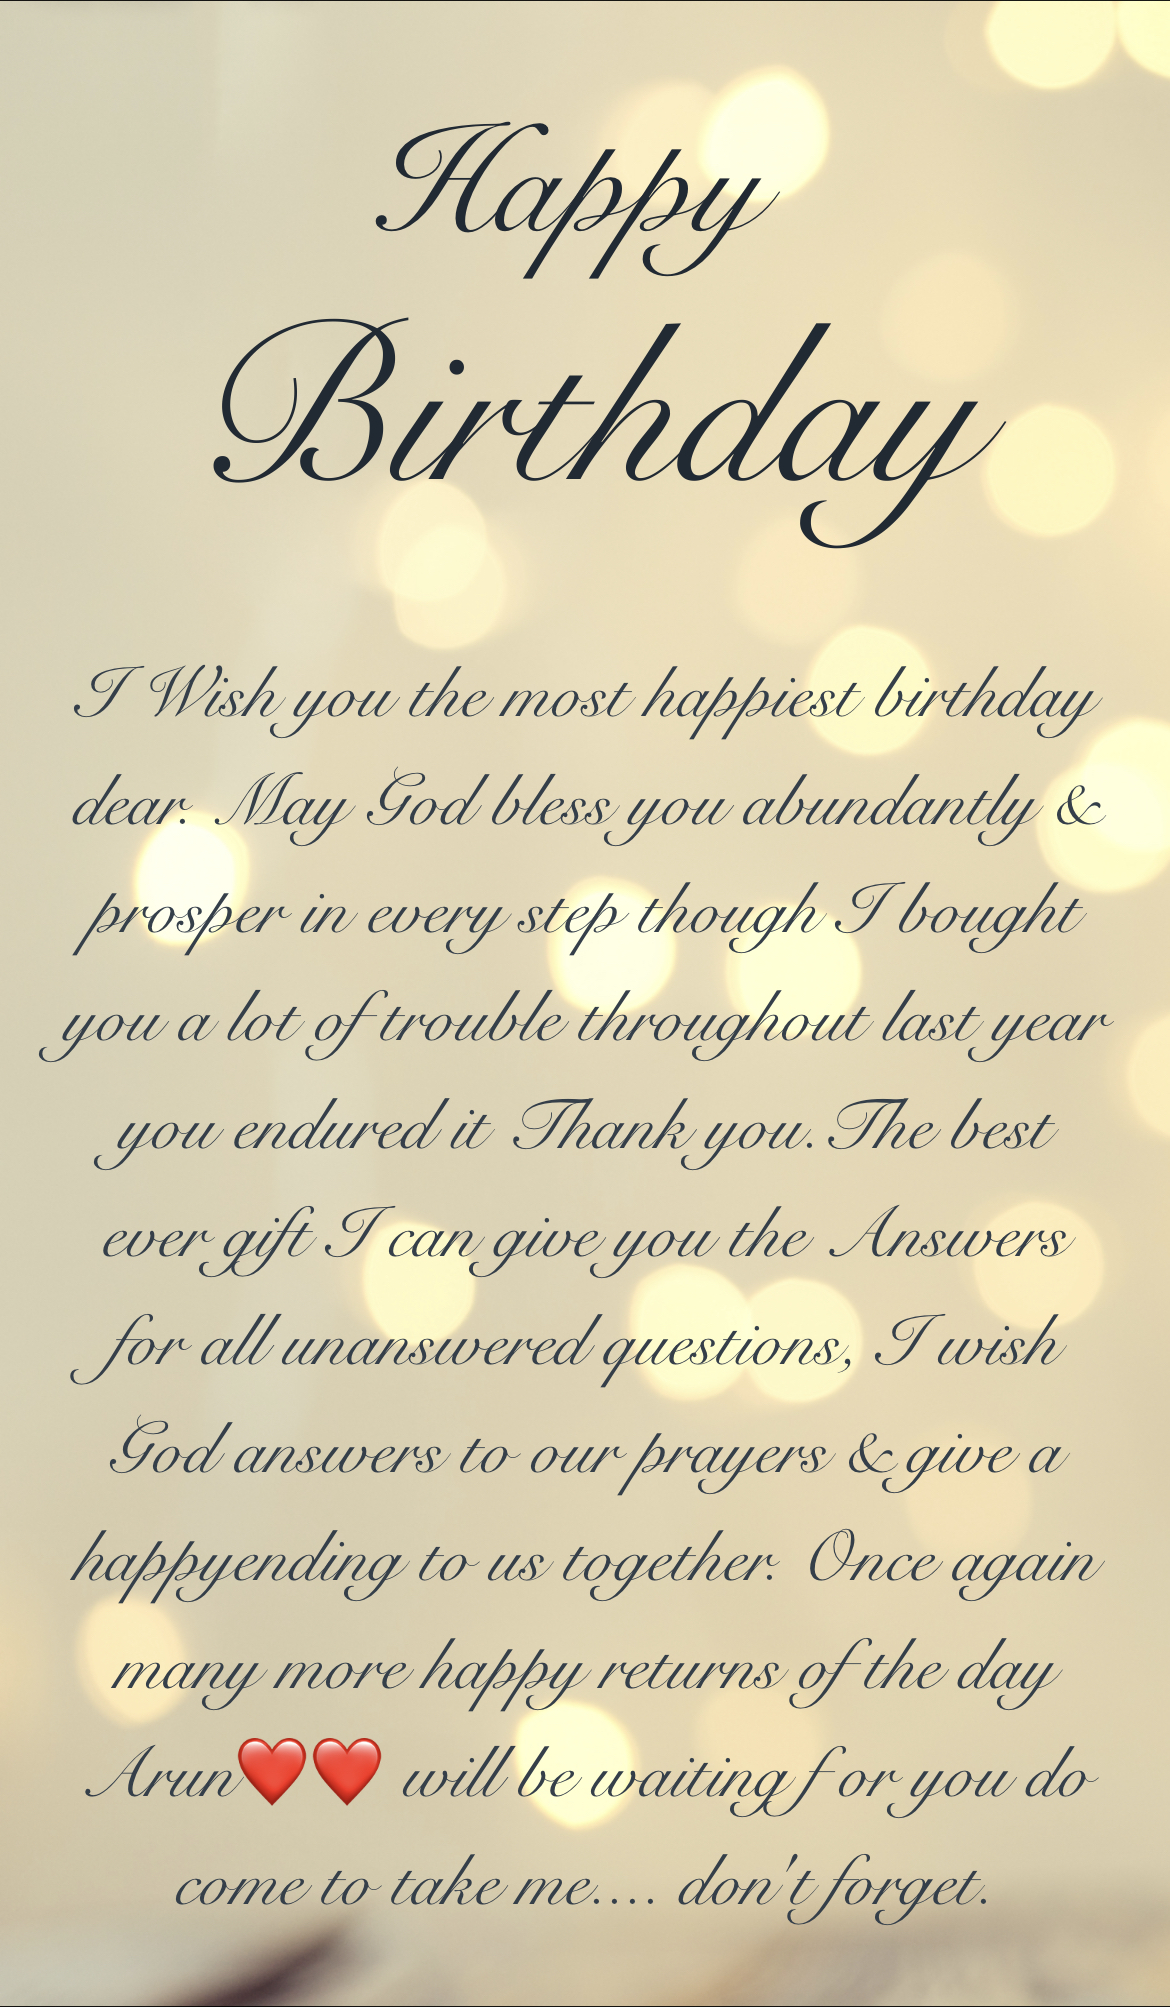 Happy
Birthday
I Wish you the most happiest birthday
dear. May God bless you abundantly &
prosper in every step though I bought
you a lot of trouble throughout last year
you endured it Thank you. The best
ever gift I can give you the Answers
for all unanswered questions, I wish
God answers to our prayers & give a
happyending to us together. Once again
many more happy returns of the day
Arun❤️❤️ will be waiting f or you do
come to take me.... don't forget.